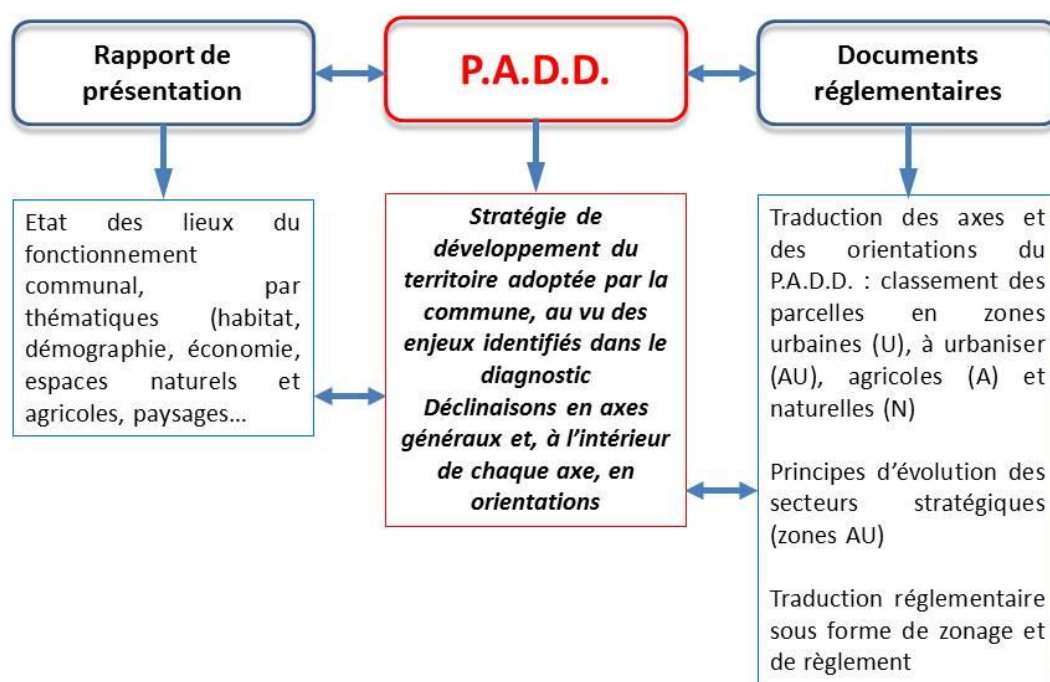 Rapport de
présentation
P.A.D.D.
Documents
réglementaires
Etat des lieux du
fonctionnement
communal, par
thématiques (habitat,
démographie, économie,
espaces naturels et
agricoles, paysages...
Stratégie de
développement du
territoire adoptée par la
commune, au vu des
enjeux identifiés dans le
diagnostic
Déclinaisons en axes
généraux et, à l'intérieur
de chaque axe, en
orientations
Traduction des axes et
des orientations du
P.A.D.D. : classement des
parcelles en zones
urbaines (U), à urbaniser
(AU), agricoles (A) et
naturelles (N)
Principes d'évolution des
secteurs stratégiques
(zones AU)
Traduction réglementaire
sous forme de zonage et
de règlement